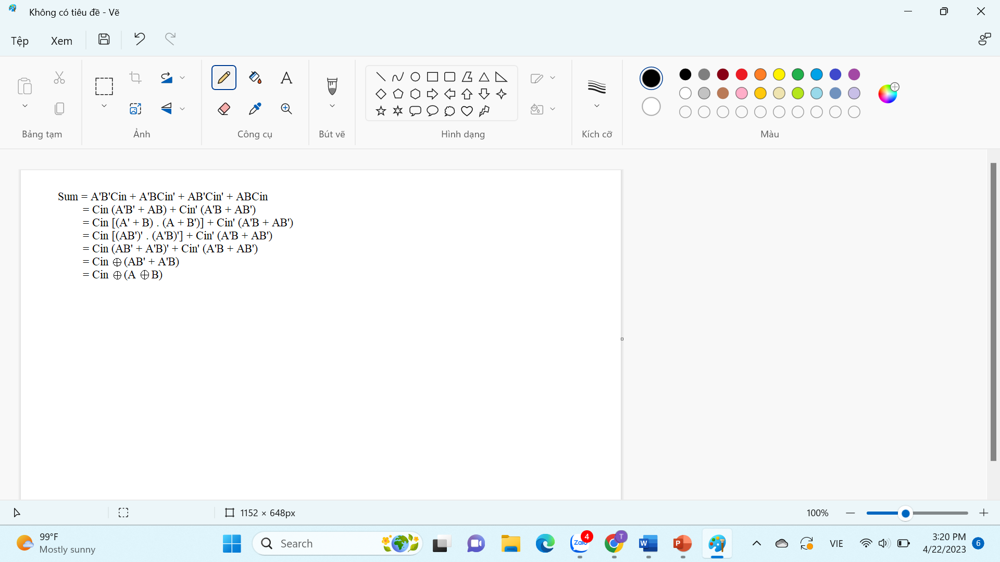 Không có tiêu đề - Vẽ
Tệp
Xem
Bảng tạm
Ảnh
Công cụ
Bút vẽ
Hình dạng
Kích cỡ
Màu
Sum = A'B'Cin + A'BCin' + AB'Cin' + ABCin
= Cin (A'B' + AB) + Cin' (A'B + AB')
= Cin [(A' + B) . (A + B')] + Cin' (A'B + AB')
= Cin [(AB')' . (A'B)'] + Cin' (A'B + AB')
= Cin (AB' + A'B)' + Cin' (A'B + AB')
= Cin ⊕ (AB' + A'B)
= Cin ⊕ (A ⊕ B)
1152 × 648px
100%
99°F
Mostly sunny
Search
Zalo
4
T
W
P
VIE
3:20 PM
4/22/2023
6